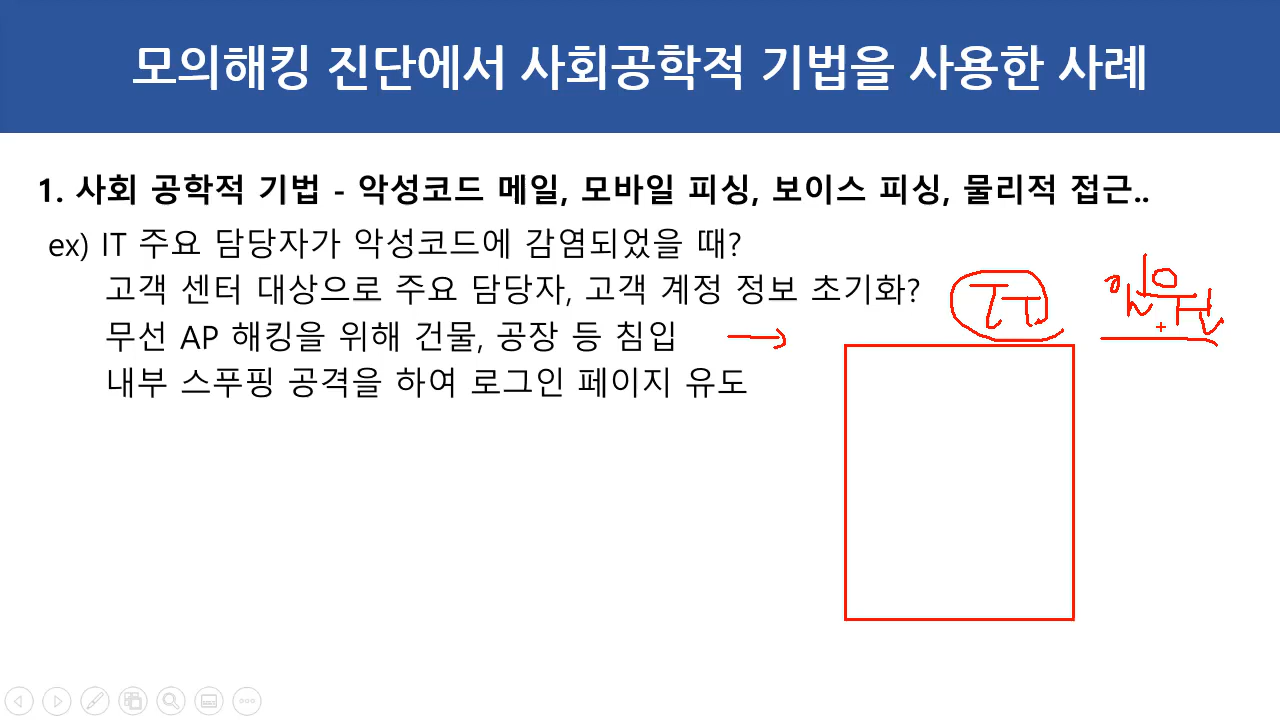 모의해킹 진단에서 사회공학적 기법을 사용한 사례
1. 사회 공학적 기법 - 악성코드 메일, 모바일 피싱, 보이스 피싱, 물리적 접근..
ex) IT 주요 담당자가 악성코드에 감염되었을 때?
고객 센터 대상으로 주요 담당자, 고객 계정 정보 초기화?
무선 AP 해킹을 위해 건물, 공장 등 침입
내부 스푸핑 공격을 하여 로그인 페이지 유도